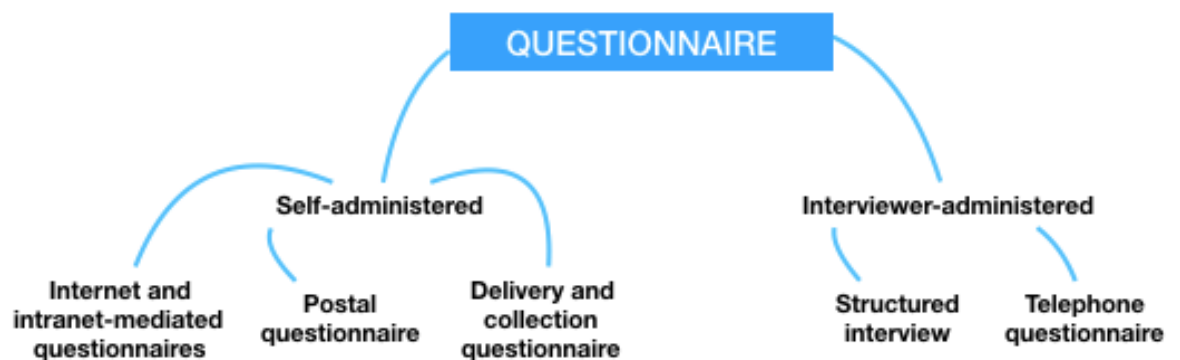 QUESTIONNAIRE
Self-administered
Interviewer-administered
Internet and
intranet-mediated
questionnaires
Postal
questionnaire
Delivery and
collection
questionnaire
Structured
interview
Telephone
questionnaire